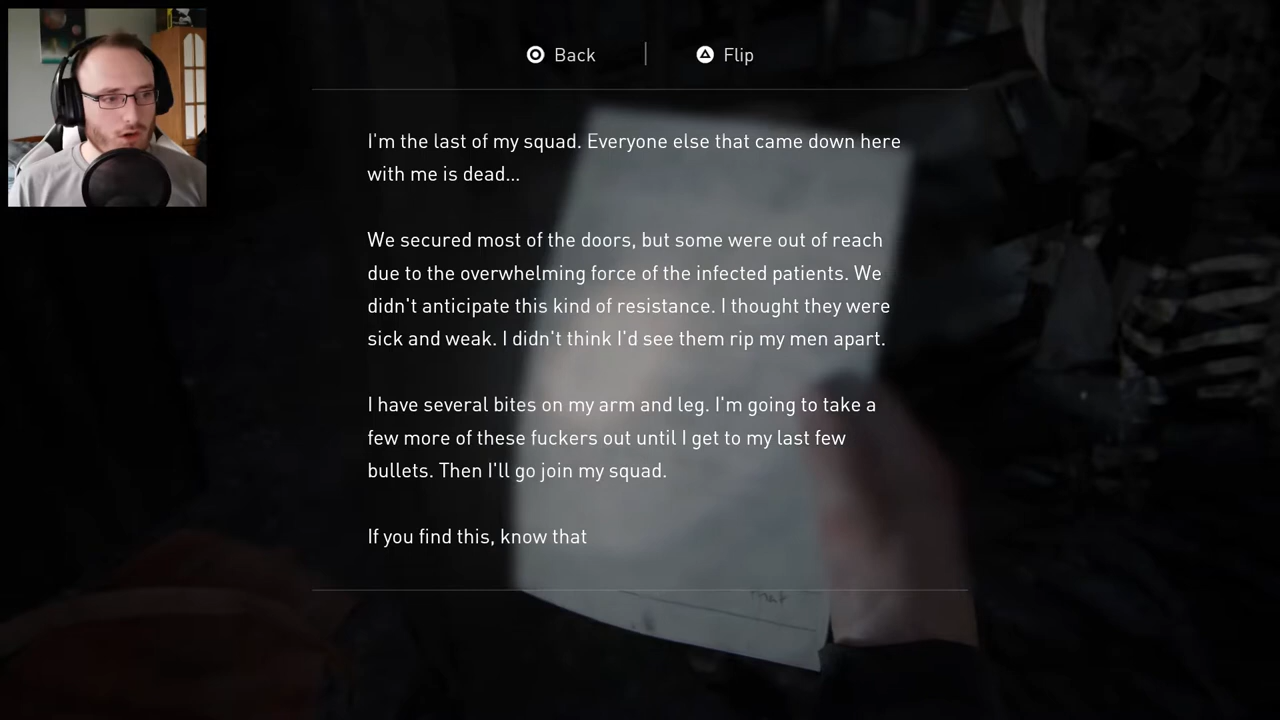 Back | Flip
I'm the last of my squad. Everyone else that came down here
with me is dead...
We secured most of the doors, but some were out of reach
due to the overwhelming force of the infected patients. We
didn't anticipate this kind of resistance. I thought they were
sick and weak. I didn't think I'd see them rip my men apart.
I have several bites on my arm and leg. I'm going to take a
few more of these fuckers out until I get to my last few
bullets. Then I'll go join my squad.
If you find this, know that
that